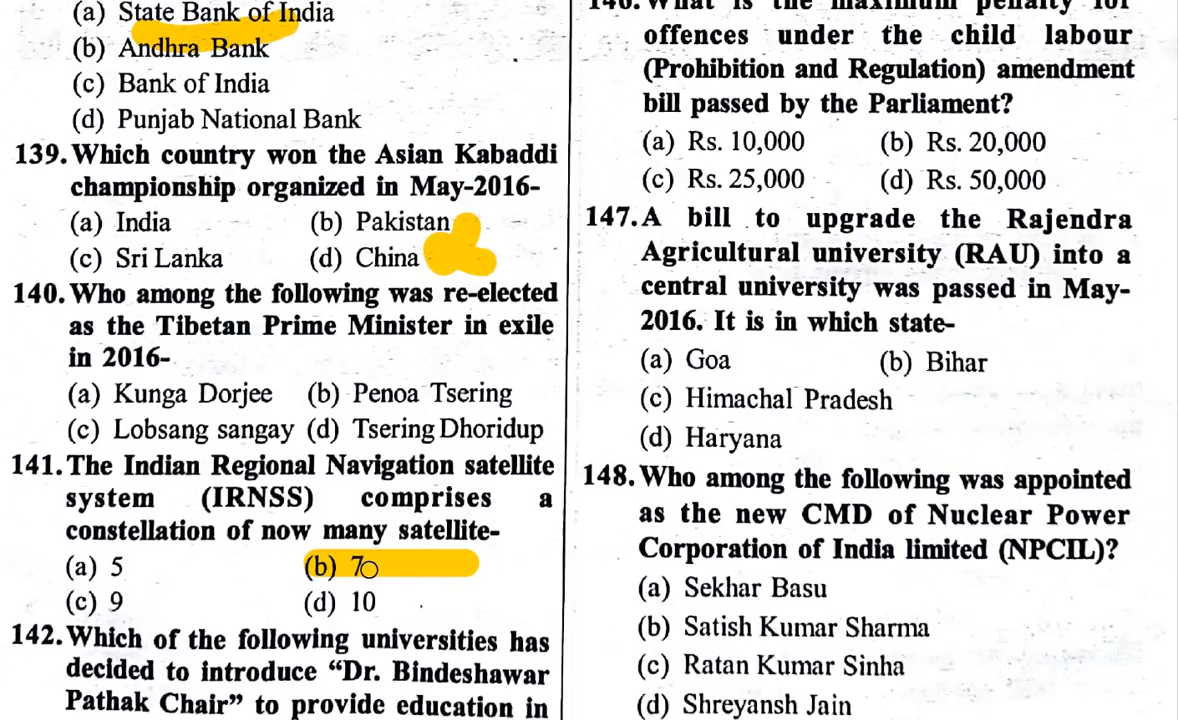 (a) State Bank of India
(b) Andhra Bank
(c) Bank of India
(d) Punjab National Bank
139. Which country won the Asian Kabaddi
championship organized in May-2016-
(a) India (b) Pakistan
(c) Sri Lanka (d) China
140. Who among the following was re-elected
as the Tibetan Prime Minister in exile
in 2016-
(a) Kunga Dorjee (b) Penoa Tsering
(c) Lobsang sangay (d) Tsering Dhoridup
141. The Indian Regional Navigation satellite
system (IRNSS) comprises a
constellation of now many satellite-
(a) 5 (b) 7
(c) 9 (d) 10
142. Which of the following universities has
decided to introduce “Dr. Bindeshawar
Pathak Chair” to provide education in
146. What is the maximum penalty for
offences under the child labour
(Prohibition and Regulation) amendment
bill passed by the Parliament?
(a) Rs. 10,000 (b) Rs. 20,000
(c) Rs. 25,000 (d) Rs. 50,000
147. A bill to upgrade the Rajendra
Agricultural university (RAU) into a
central university was passed in May-
2016. It is in which state-
(a) Goa (b) Bihar
(c) Himachal Pradesh
(d) Haryana
148. Who among the following was appointed
as the new CMD of Nuclear Power
Corporation of India limited (NPCIL)?
(a) Sekhar Basu
(b) Satish Kumar Sharma
(c) Ratan Kumar Sinha
(d) Shreyansh Jain